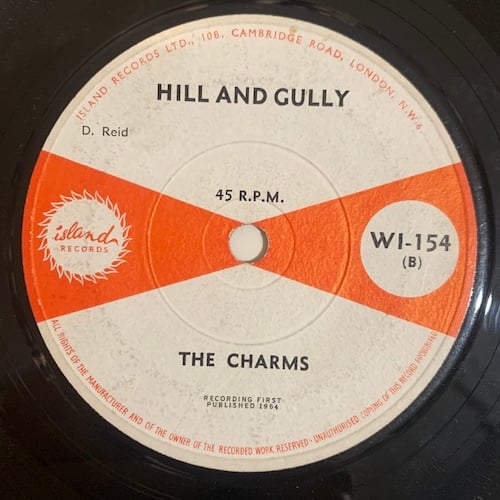 ISLAND RECORDS LTD., 108, CAMBRIDGE ROAD, LONDON, N.W.6.
HILL AND GULLY
D. Reid
45 R.P.M.
island
RECORDS
WI-154
(B)
THE CHARMS
RECORDING FIRST
PUBLISHED 1964
ALL RIGHTS OF THE MANUFACTURER AND OF THE OWNER OF THE RECORDED WORK RESERVED · UNAUTHORISED COPYING OF THIS RECORD PROHIBITED